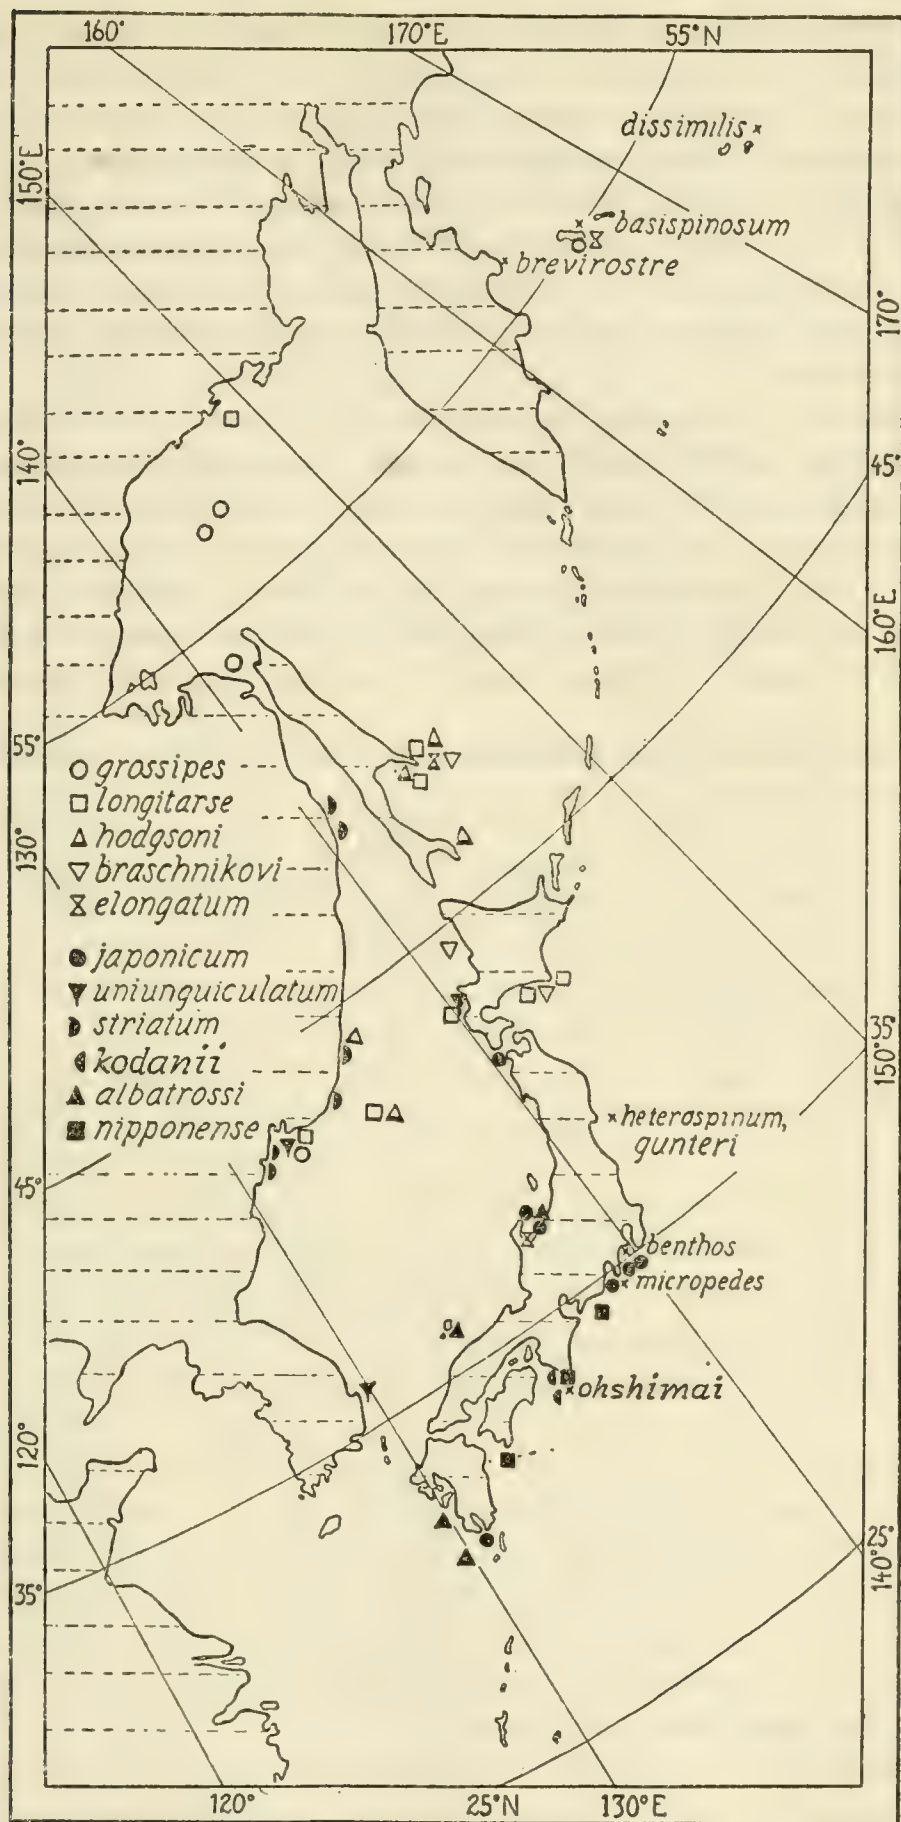 160°
170°E
55°N
150°E
dissimilis
basispinosum
brevirostre
170°
140°
45°
160°E
55°
grossipes
longitarse
hodgsoni
130°
braschnikovi
elongatum
japonicum
uniunguiculatum
striatum
35°
kodanii
150°E
albatrossi
heterospinum,
nipponense
gunteri
45°
benthos
micropedes
ohshimai
120°
25°
140°E
35°
120°
25°N
130°E